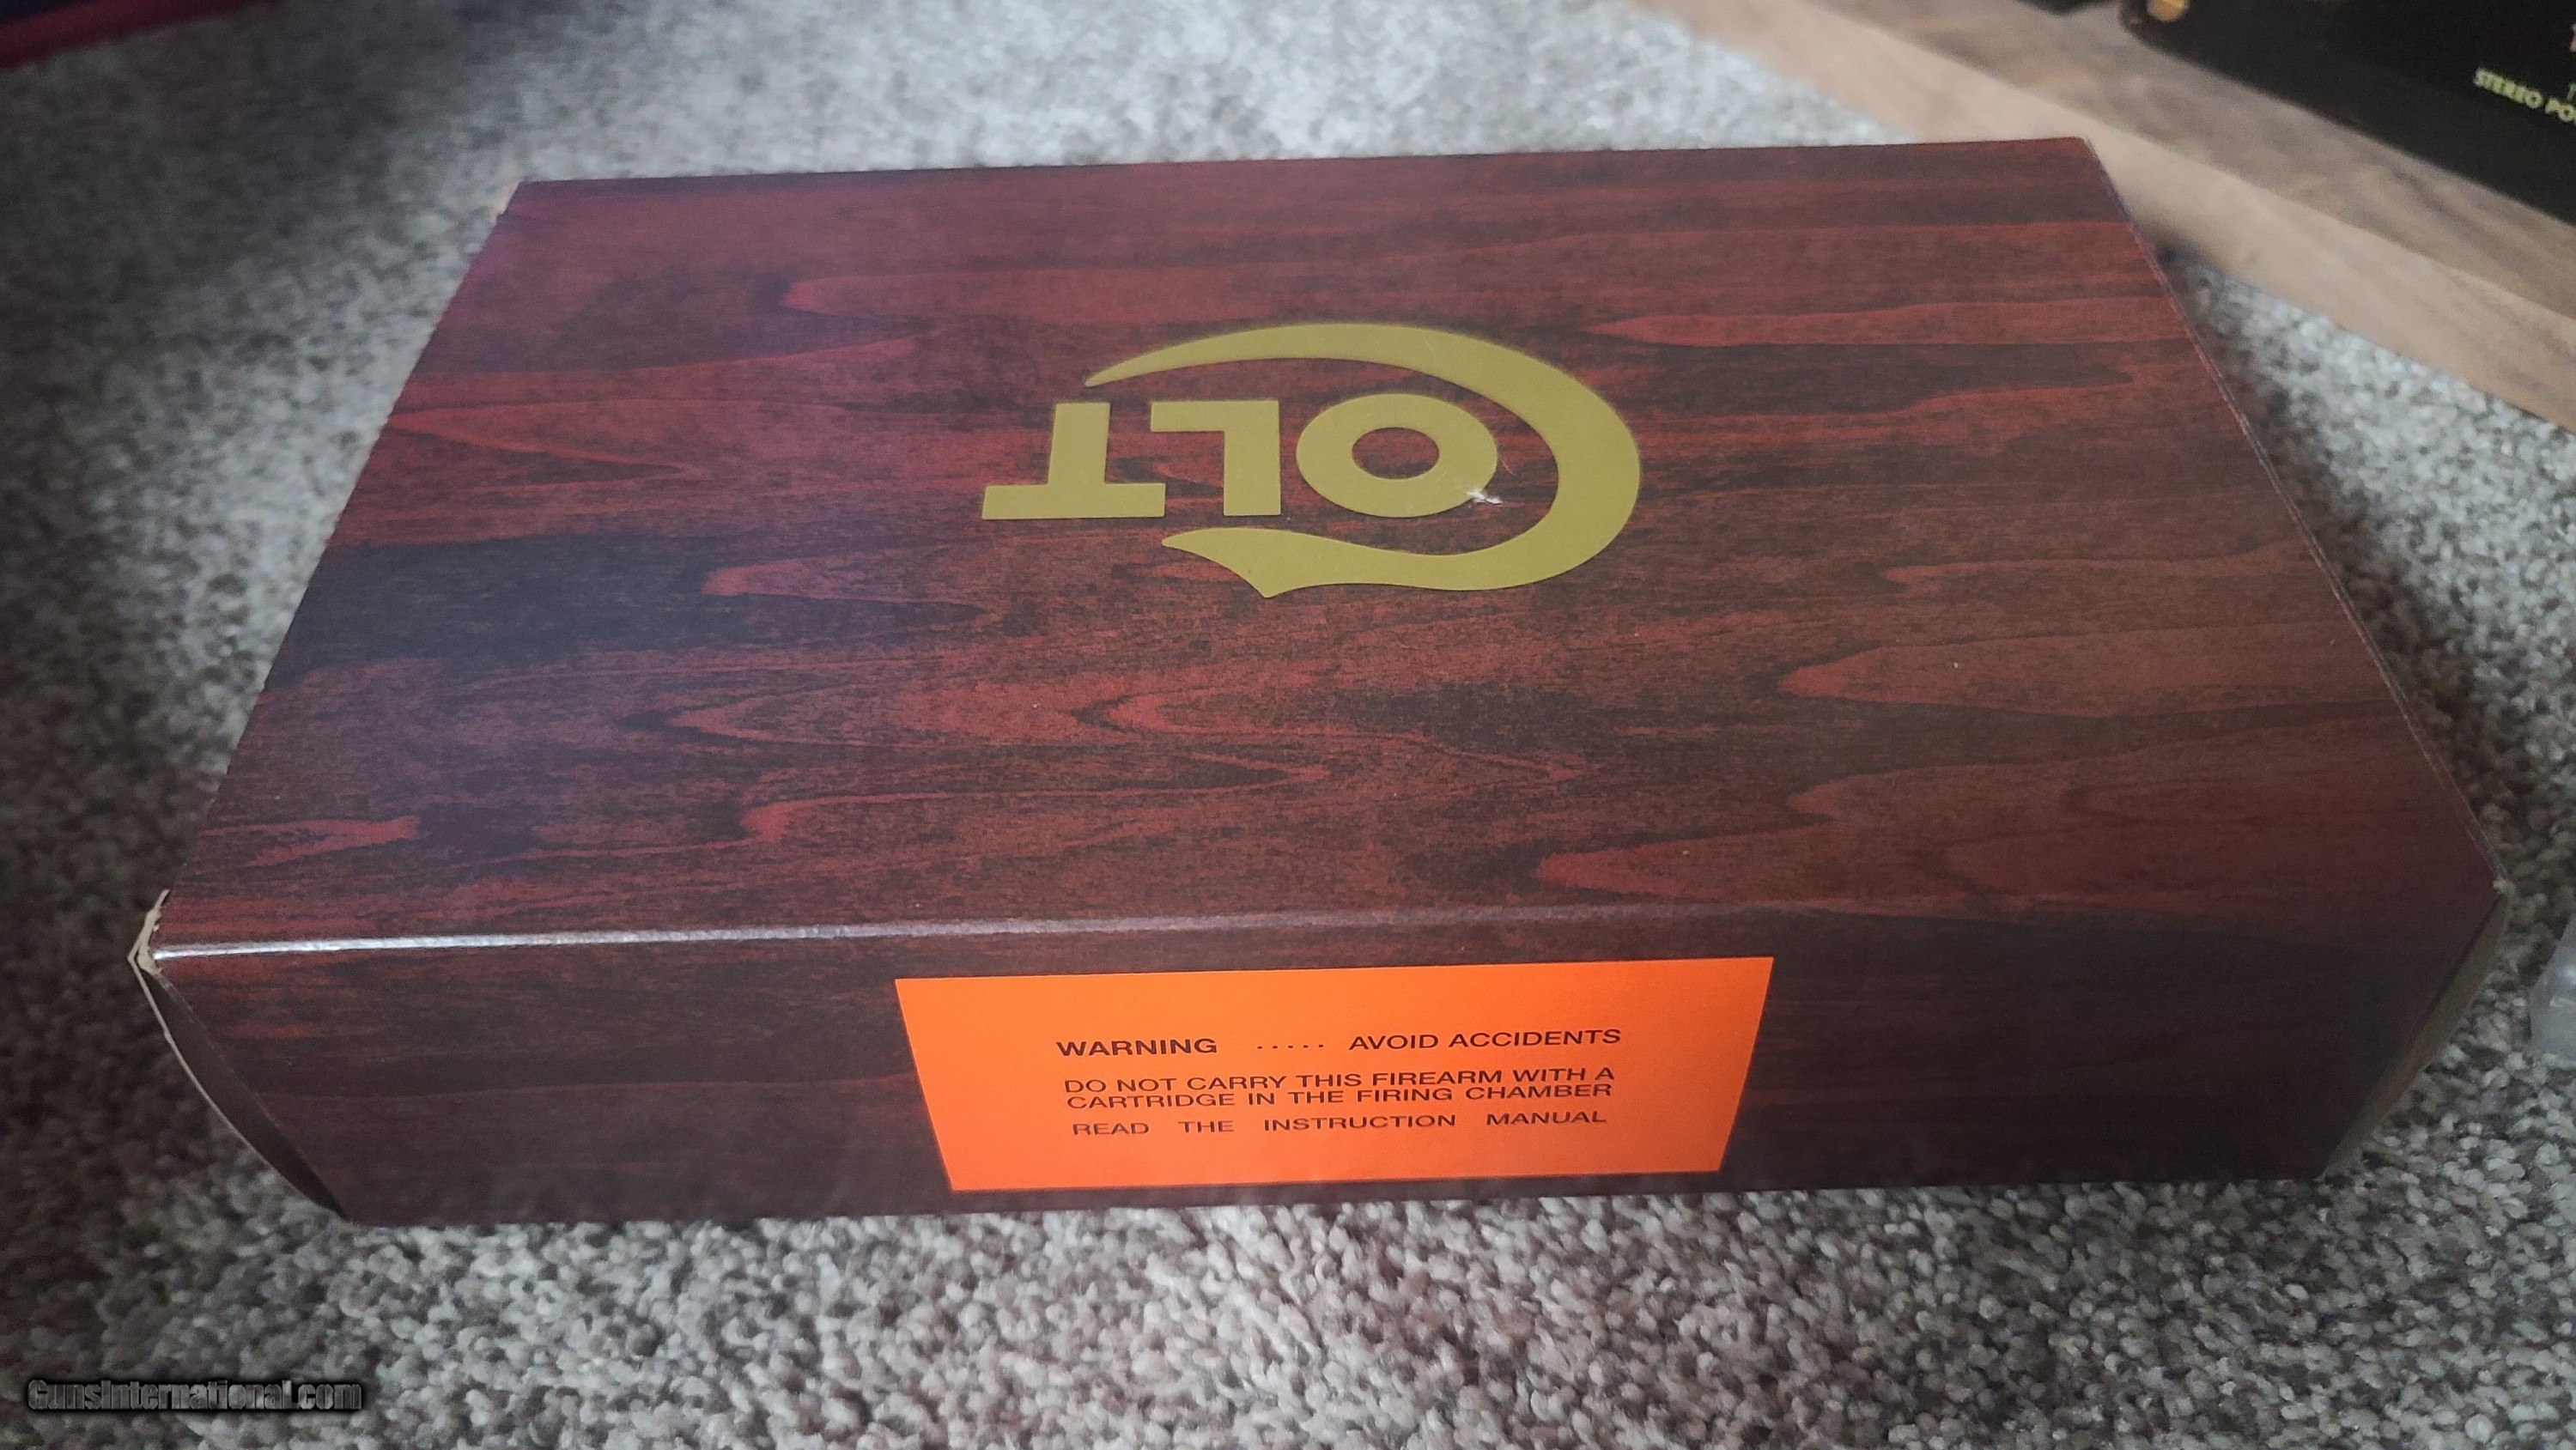 STEREO
COLT
WARNING ..... AVOID ACCIDENTS
DO NOT CARRY THIS FIREARM WITH A
CARTRIDGE IN THE FIRING CHAMBER
READ THE INSTRUCTION MANUAL
GunsInternational.com